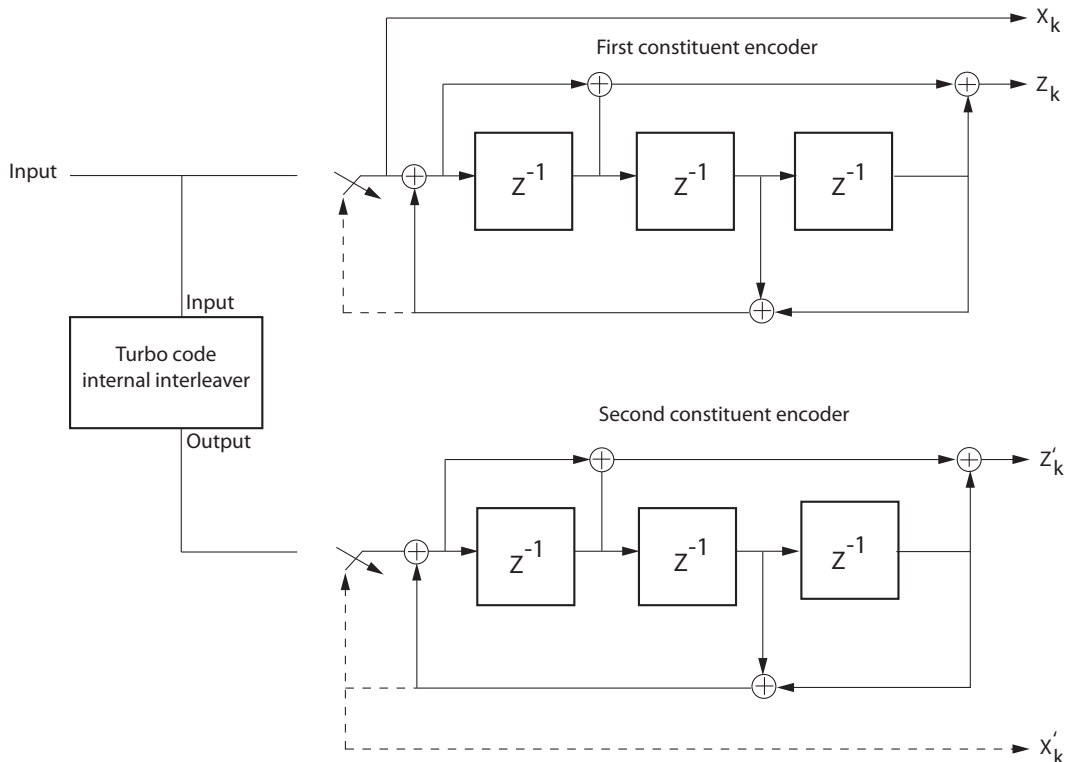 X_k
First constituent encoder
Z_k
Input
z^-1 z^-1 z^-1
Input
Turbo code
internal interleaver
Output
Second constituent encoder
Z'_k
z^-1 z^-1 z^-1
X'_k